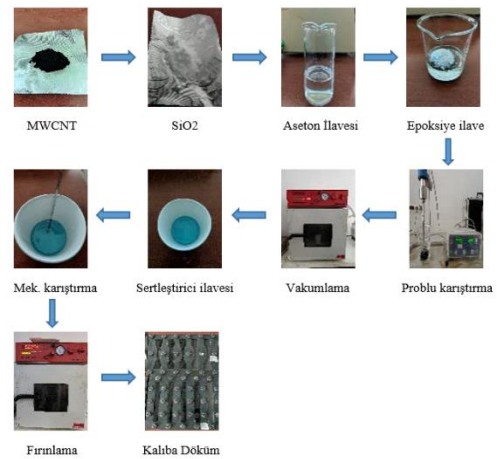 MWCNT
SiO2
Aseton İlavesi
Epoksiye ilave
Problu karıştırma
Vakumlama
Sertleştirici ilavesi
Mek. karıştırma
Fırınlama
Kalıba Döküm